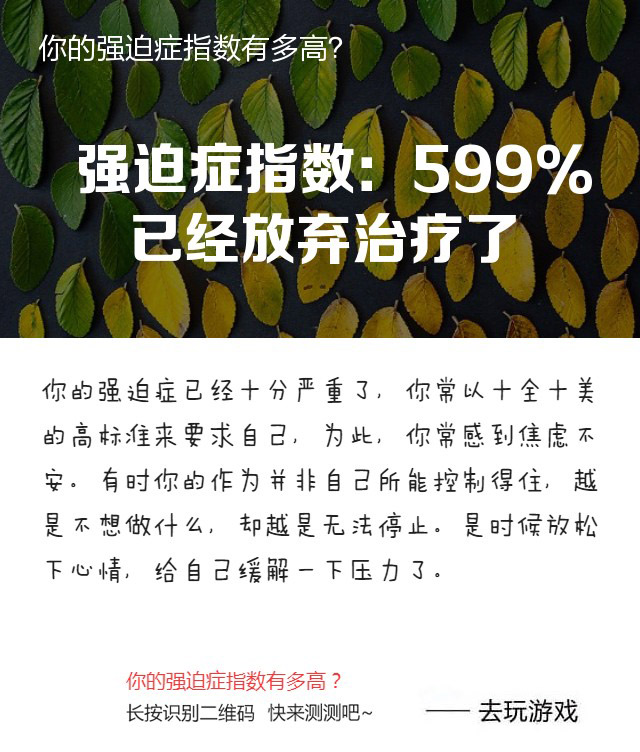 你的强迫症指数有多高？
强迫症指数：599%
已经放弃治疗了
你的强迫症已经十分严重了，你常以十全十美
的高标准来要求自己，为此，你常感到焦虑不
安。有时你的作为并非自己所能控制得住，越
是不想做什么，却越是无法停止。是时候放松
下心情，给自己缓解一下压力了。
你的强迫症指数有多高？
长按识别二维码 快来测测吧~
—— 去玩游戏